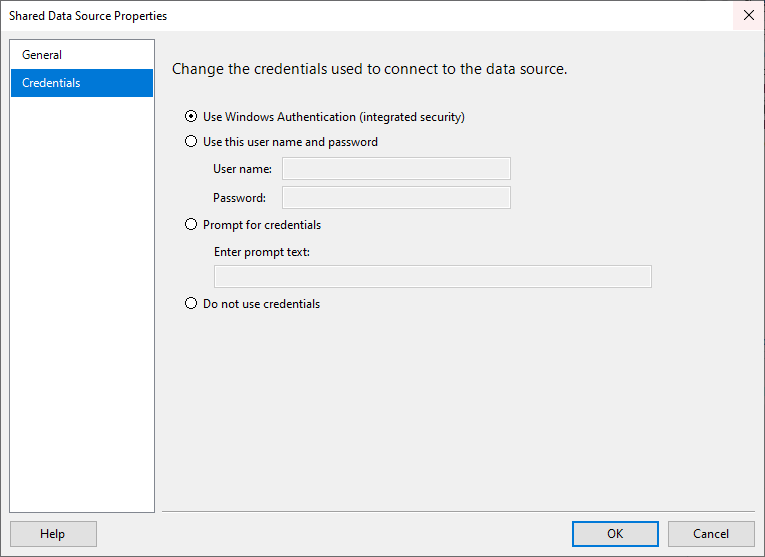 Shared Data Source Properties
General
Credentials
Change the credentials used to connect to the data source.
Use Windows Authentication (integrated security)
Use this user name and password
User name:
Password:
Prompt for credentials
Enter prompt text:
Do not use credentials
Help
OK
Cancel